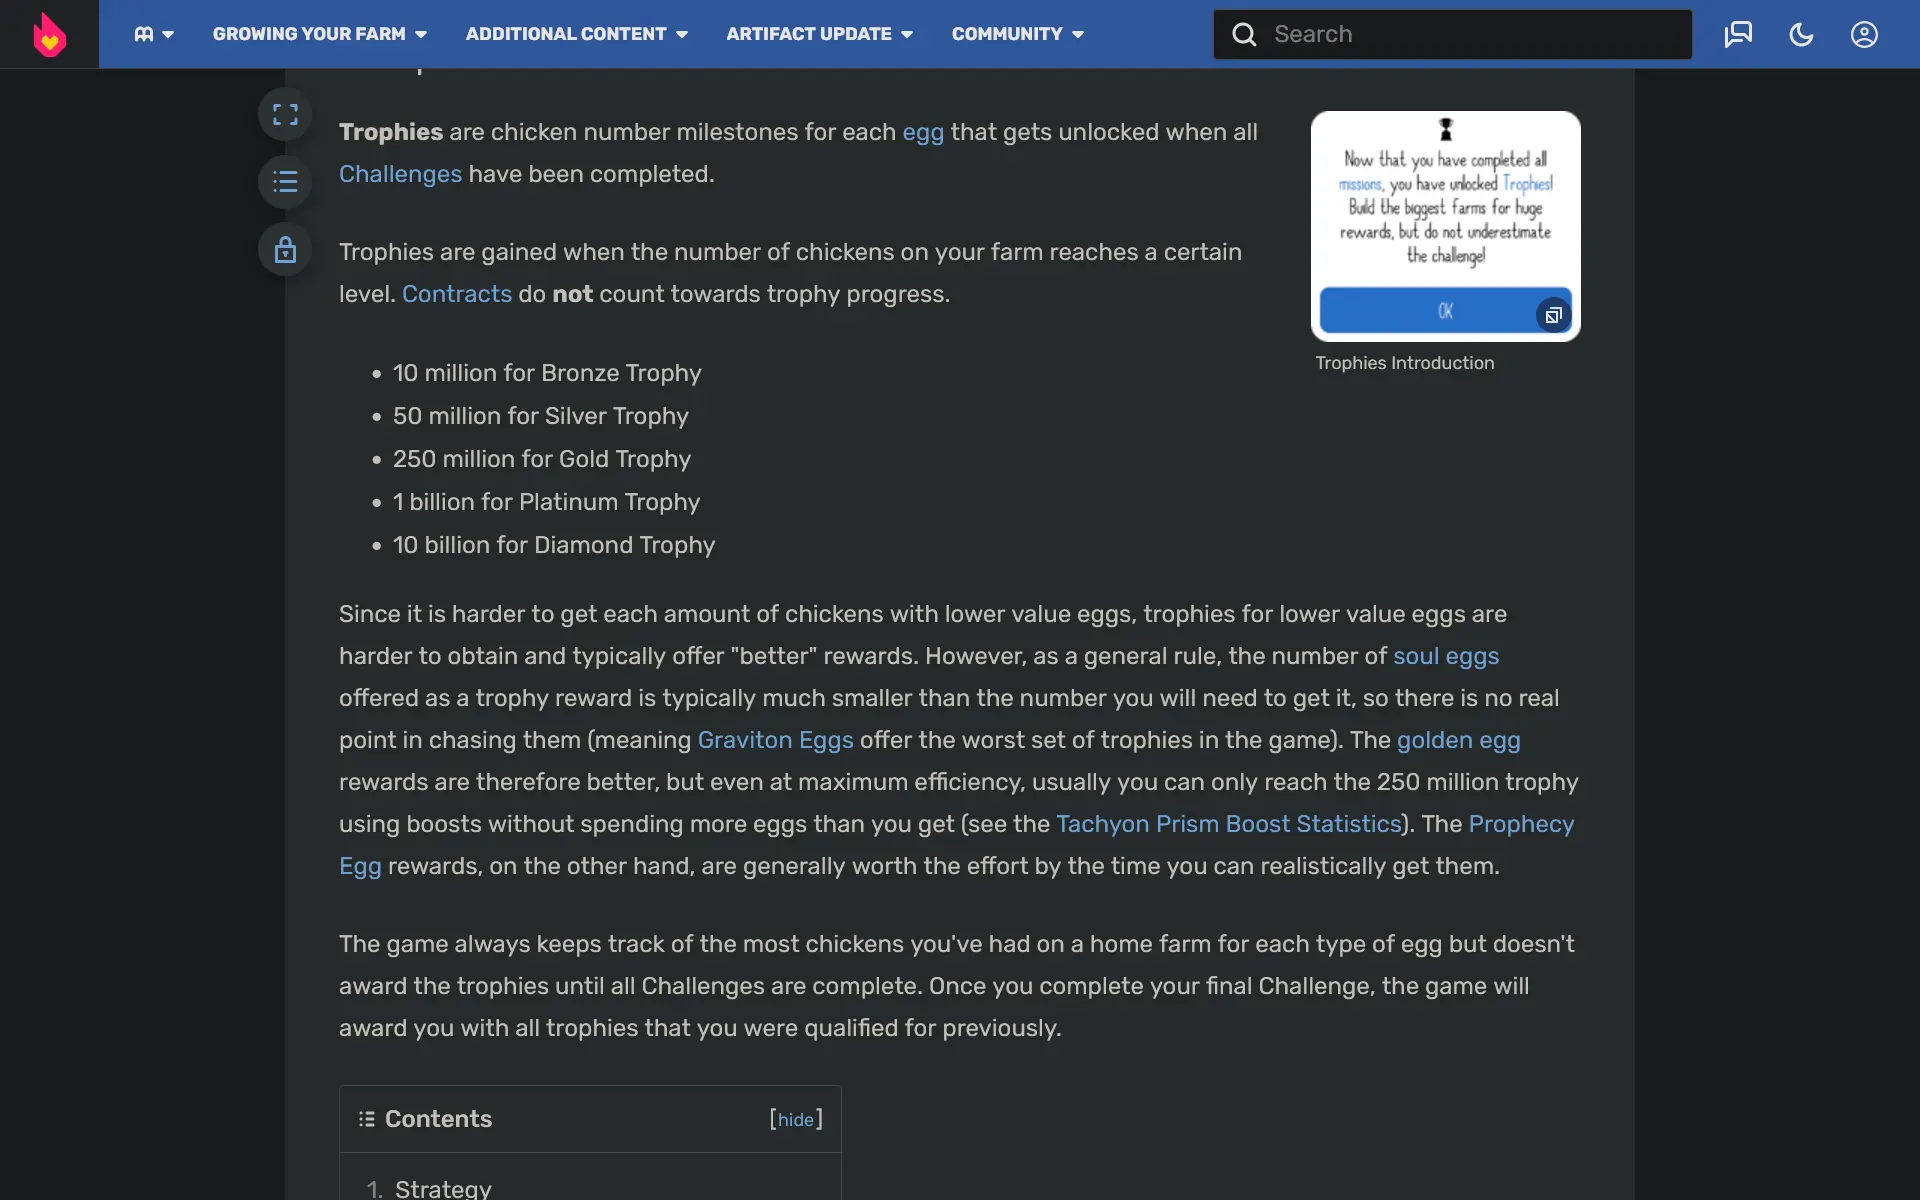 GROWING YOUR FARM
ADDITIONAL CONTENT
ARTIFACT UPDATE
COMMUNITY
Search
Trophies are chicken number milestones for each egg that gets unlocked when all
Challenges have been completed.
Trophies are gained when the number of chickens on your farm reaches a certain
level. Contracts do not count towards trophy progress.
• 10 million for Bronze Trophy
• 50 million for Silver Trophy
• 250 million for Gold Trophy
• 1 billion for Platinum Trophy
• 10 billion for Diamond Trophy
Now that you have completed all
missions, you have unlocked Trophies!
Build the biggest farms for huge
rewards, but do not underestimate
the challenge!
OK
Trophies Introduction
Since it is harder to get each amount of chickens with lower value eggs, trophies for lower value eggs are
harder to obtain and typically offer "better" rewards. However, as a general rule, the number of soul eggs
offered as a trophy reward is typically much smaller than the number you will need to get it, so there is no real
point in chasing them (meaning Graviton Eggs offer the worst set of trophies in the game). The golden egg
rewards are therefore better, but even at maximum efficiency, usually you can only reach the 250 million trophy
using boosts without spending more eggs than you get (see the Tachyon Prism Boost Statistics). The Prophecy
Egg rewards, on the other hand, are generally worth the effort by the time you can realistically get them.
The game always keeps track of the most chickens you've had on a home farm for each type of egg but doesn't
award the trophies until all Challenges are complete. Once you complete your final Challenge, the game will
award you with all trophies that you were qualified for previously.
Contents [hide]
1. Strategy